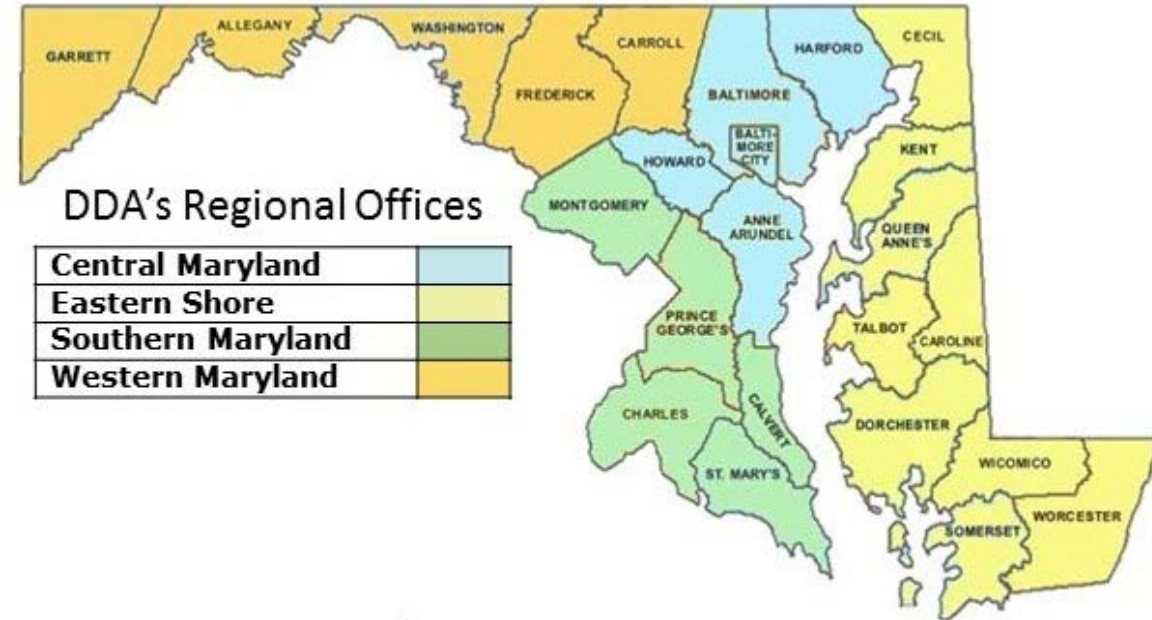 GARRETT
ALLEGANY
WASHINGTON
FREDERICK
CARROLL
BALTIMORE
HARFORD
CECIL
BALTI-
MORE
CITY
HOWARD
KENT
MONTGOMERY
ANNE
ARUNDEL
QUEEN
ANNE'S
PRINCE
GEORGE'S
TALBOT
CAROLINE
CHARLES
CALVERT
DORCHESTER
ST. MARY'S
WICOMICO
SOMERSET
WORCESTER
DDA's Regional Offices
Central Maryland
Eastern Shore
Southern Maryland
Western Maryland